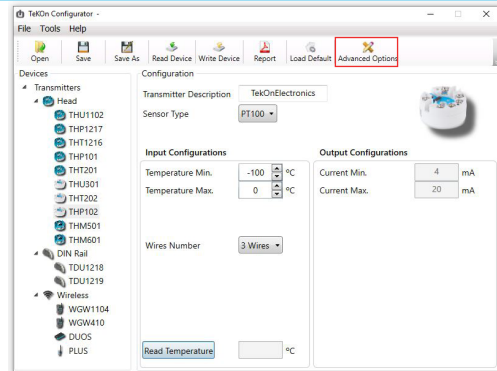 TeKOn Configurator -
File Tools Help
Open Save Save As Read Device Write Device Report Load Default Advanced Options
Devices
Transmitters
Head
THU1102
THP1217
THT1216
THP101
THT201
THU301
THT202
THP102
THM501
THM601
DIN Rail
TDU1218
TDU1219
Wireless
WGW1104
WGW410
DUOS
PLUS
Configuration
Transmitter Description TekOnElectronics
Sensor Type PT100
Input Configurations
Temperature Min. -100 ºC
Temperature Max. 0 ºC
Wires Number 3 Wires
Read Temperature ºC
Output Configurations
Current Min. 4 mA
Current Max. 20 mA